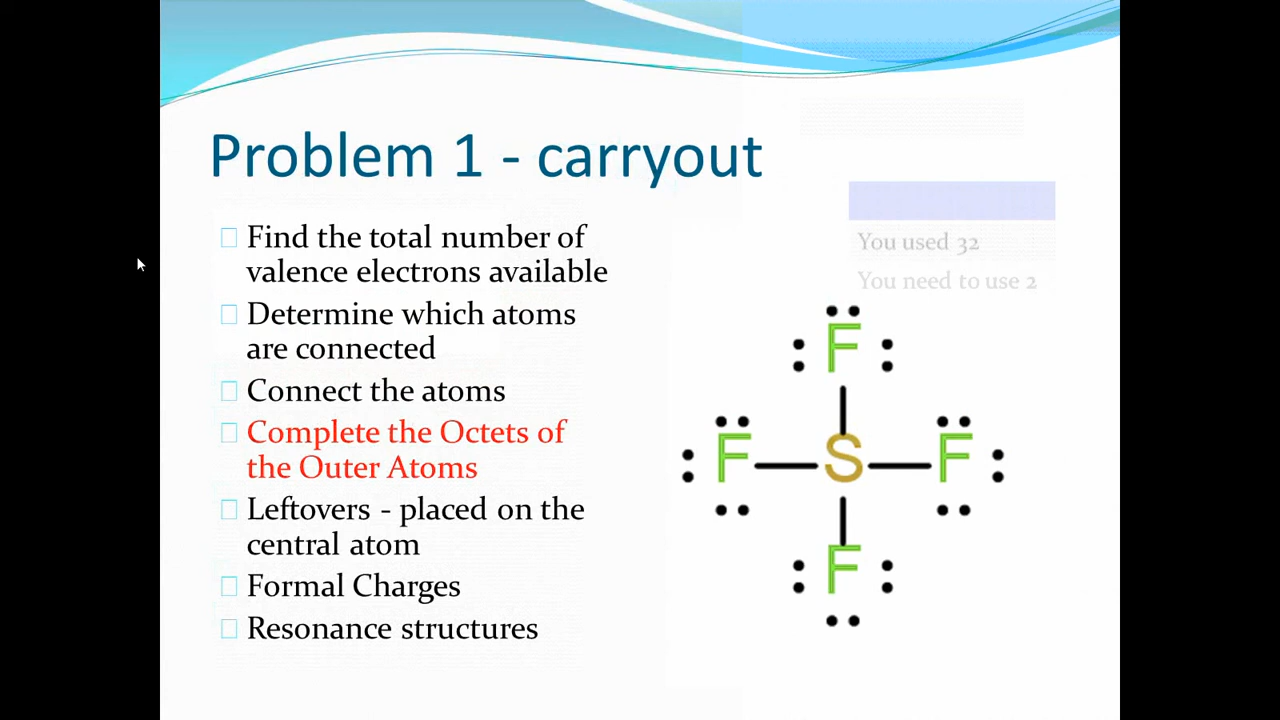 Problem 1 - carryout
Find the total number of
valence electrons available
Determine which atoms
are connected
Connect the atoms
Complete the Octets of
the Outer Atoms
Leftovers - placed on the
central atom
Formal Charges
Resonance structures
You used 32
You need to use 2
F
F S F
F